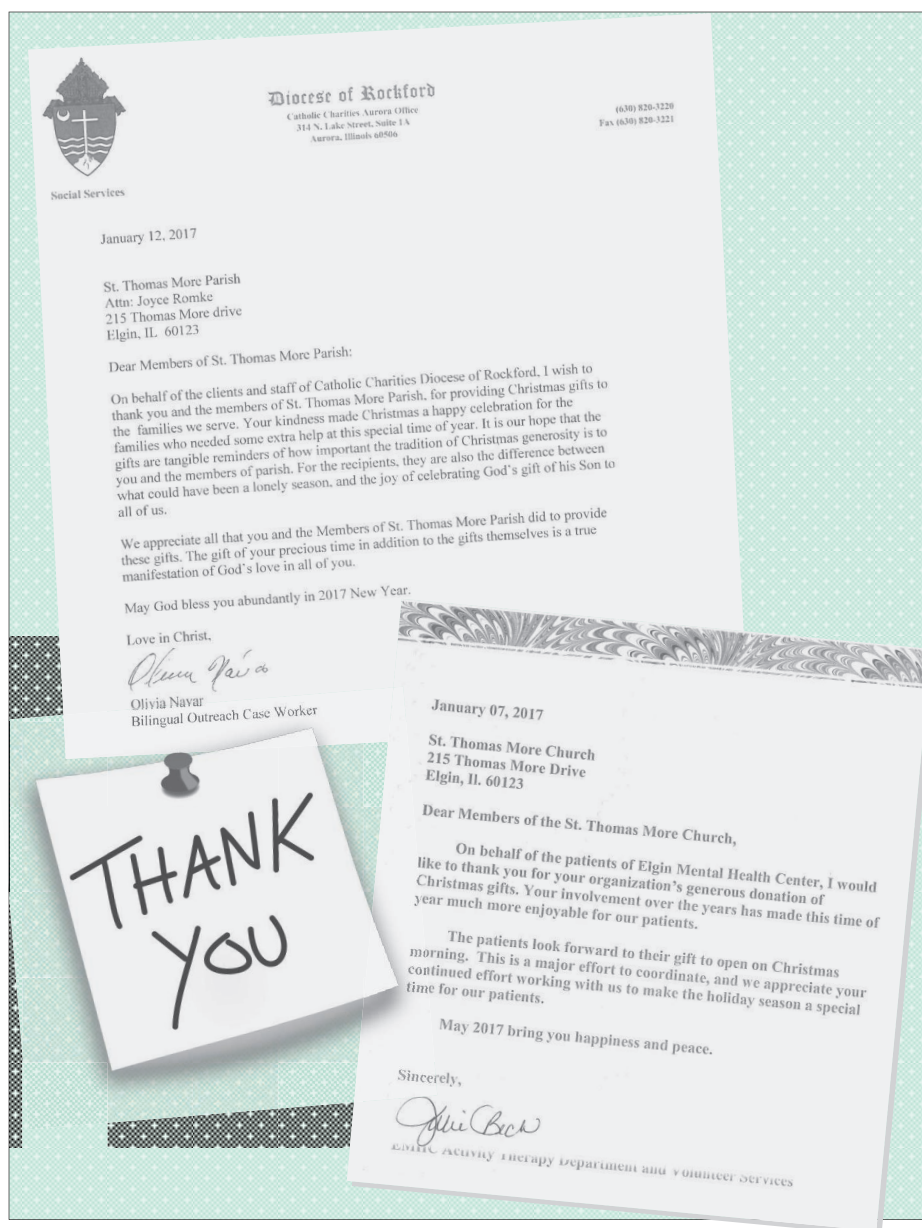 Diocese of Rockford
Catholic Charities Aurora Office
314 N. Lake Street, Suite 1A
Aurora, Illinois 60506
(630) 820-3220
Fax (630) 820-3221
Social Services
January 12, 2017
St. Thomas More Parish
Attn: Joyce Romke
215 Thomas More drive
Elgin, IL 60123
Dear Members of St. Thomas More Parish:
On behalf of the clients and staff of Catholic Charities Diocese of Rockford, I wish to
thank you and the members of St. Thomas More Parish, for providing Christmas gifts to
the families we serve. Your kindness made Christmas a happy celebration for the
families who needed some extra help at this special time of year. It is our hope that the
gifts are tangible reminders of how important the tradition of Christmas generosity is to
you and the members of parish. For the recipients, they are also the difference between
what could have been a lonely season, and the joy of celebrating God's gift of his Son to
all of us.
We appreciate all that you and the Members of St. Thomas More Parish did to provide
these gifts. The gift of your precious time in addition to the gifts themselves is a true
manifestation of God's love in all of you.
May God bless you abundantly in 2017 New Year.
Love in Christ,
Olivia Navar
Bilingual Outreach Case Worker
THANK
YOU
January 07, 2017
St. Thomas More Church
215 Thomas More Drive
Elgin, Il. 60123
Dear Members of the St. Thomas More Church,
On behalf of the patients of Elgin Mental Health Center, I would
like to thank you for your organization's generous donation of
Christmas gifts. Your involvement over the years has made this time of
year much more enjoyable for our patients.
The patients look forward to their gift to open on Christmas
morning. This is a major effort to coordinate, and we appreciate your
continued effort working with us to make the holiday season a special
time for our patients.
May 2017 bring you happiness and peace.
Sincerely,
EMHC Activity Therapy Department and Volunteer Services